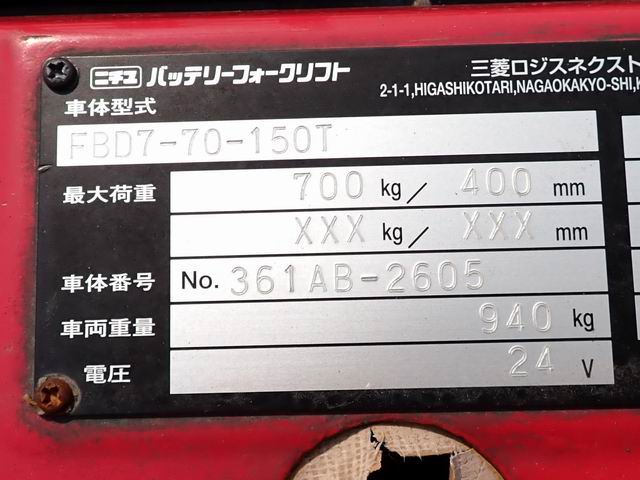 ニチユ バッテリーフォークリフト 三菱ロジスネクスト
2-1-1,HIGASHIKOTARI,NAGAOKAKYO-SHI,K
車体型式
FBD7-70-150T
最大荷重 700 kg／ 400 mm
XXX kg／ XXX mm
車体番号 No. 361AB-2605
車両重量 940 kg
電圧 24 V